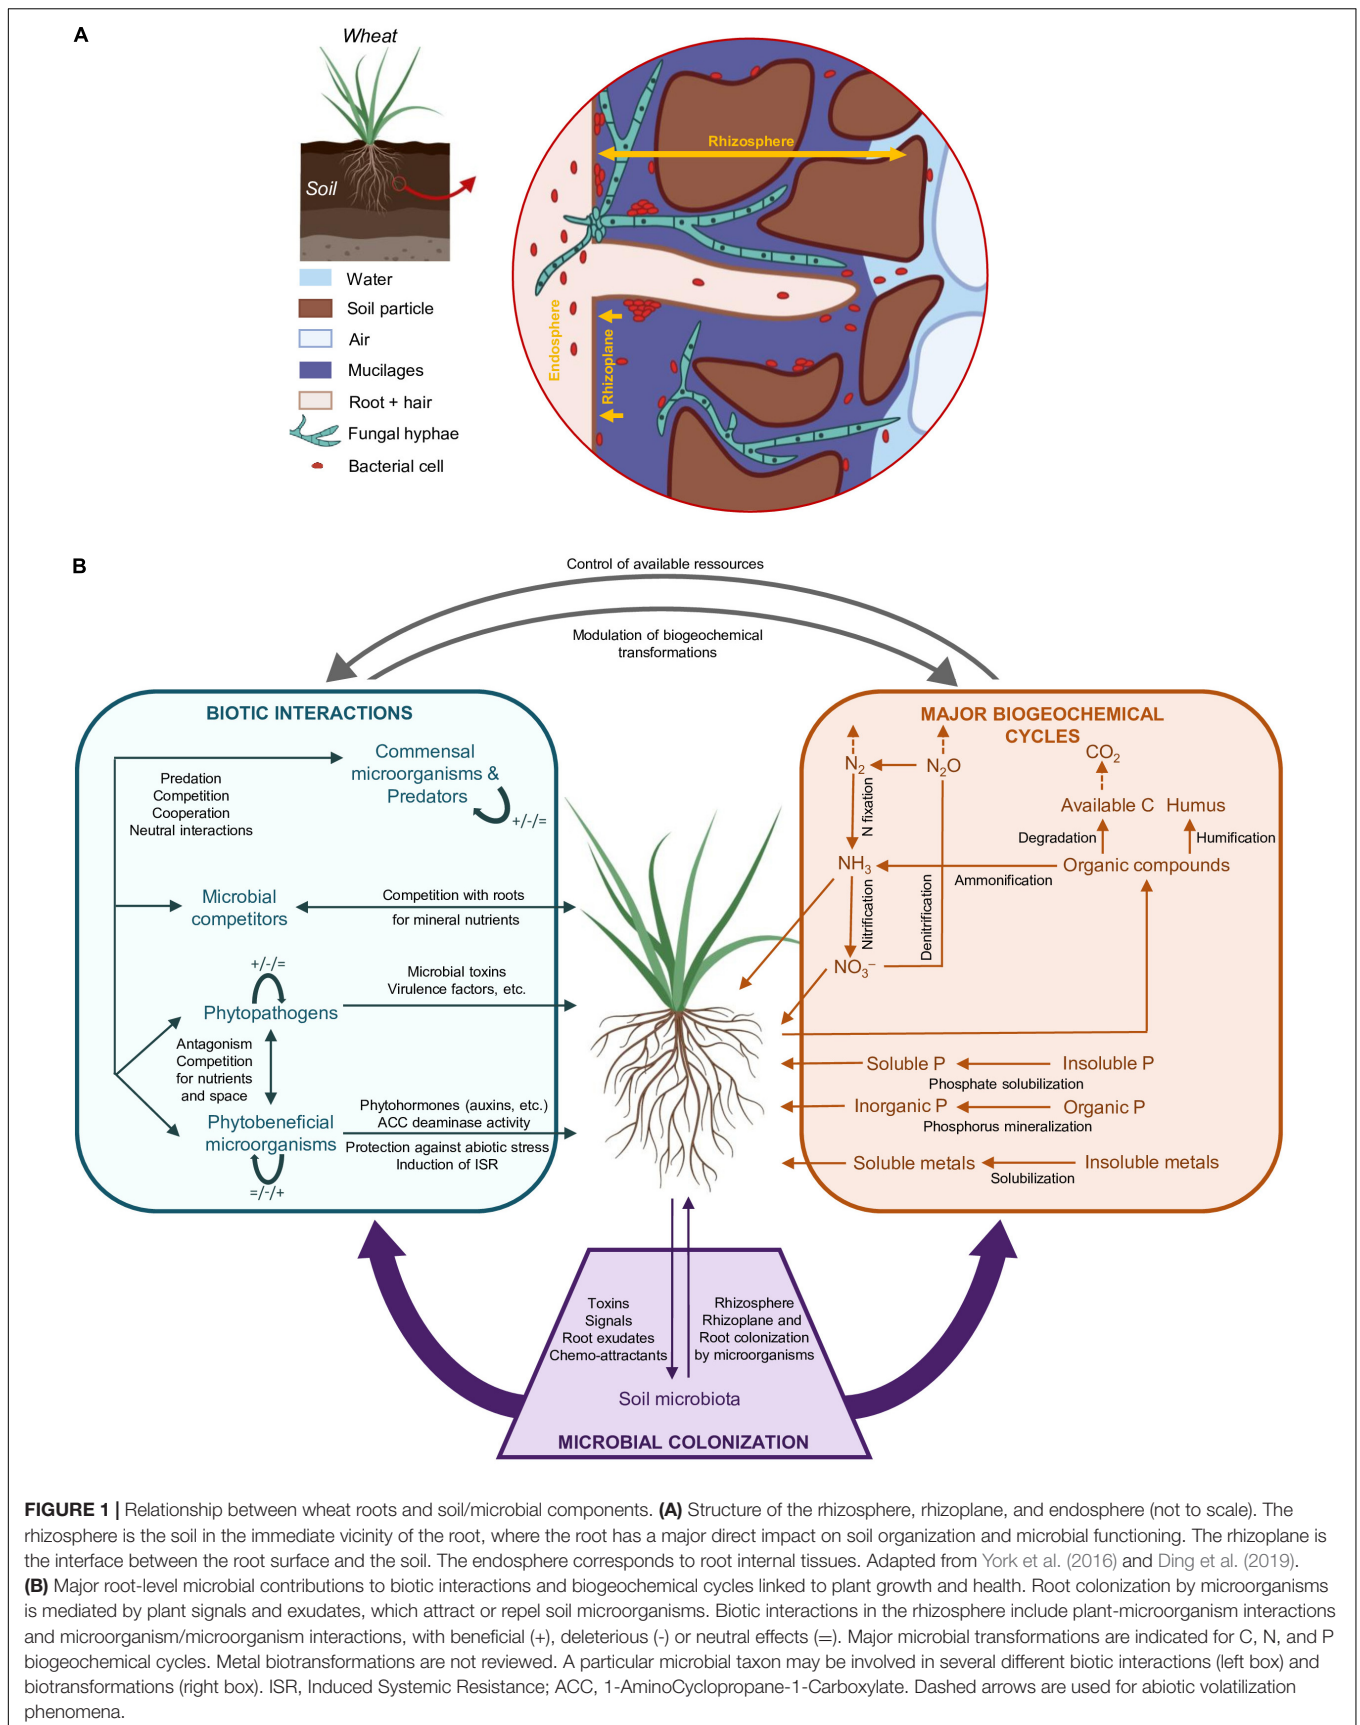 A
Wheat
Soil
Water
Soil particle
Air
Mucilages
Root + hair
Fungal hyphae
Bacterial cell
Rhizosphere
Endosphere
Rhizoplane
B
Control of available ressources
Modulation of biogeochemical
transformations
BIOTIC INTERACTIONS
Commensal
microorganisms &
Predators
+/-/=
Predation
Competition
Cooperation
Neutral interactions
Microbial
competitors
Competition with roots
for mineral nutrients
+/-/=
Phytopathogens
Microbial toxins
Virulence factors, etc.
Antagonism
Competition
for nutrients
and space
Phytobeneficial
microorganisms
=/-/+
Phytohormones (auxins, etc.)
ACC deaminase activity
Protection against abiotic stress
Induction of ISR
MAJOR BIOGEOCHEMICAL
CYCLES
N₂
N₂O
CO₂
N fixation
Available C
Humus
Degradation
Humification
NH₃
Ammonification
Organic compounds
Nitrification
Denitrification
NO₃⁻
Soluble P
Insoluble P
Phosphate solubilization
Inorganic P
Organic P
Phosphorus mineralization
Soluble metals
Insoluble metals
Solubilization
Toxins
Signals
Root exudates
Chemo-attractants
Rhizosphere
Rhizoplane and
Root colonization
by microorganisms
Soil microbiota
MICROBIAL COLONIZATION
FIGURE 1 | Relationship between wheat roots and soil/microbial components. (A) Structure of the rhizosphere, rhizoplane, and endosphere (not to scale). The
rhizosphere is the soil in the immediate vicinity of the root, where the root has a major direct impact on soil organization and microbial functioning. The rhizoplane is
the interface between the root surface and the soil. The endosphere corresponds to root internal tissues. Adapted from York et al. (2016) and Ding et al. (2019).
(B) Major root-level microbial contributions to biotic interactions and biogeochemical cycles linked to plant growth and health. Root colonization by microorganisms
is mediated by plant signals and exudates, which attract or repel soil microorganisms. Biotic interactions in the rhizosphere include plant-microorganism interactions
and microorganism/microorganism interactions, with beneficial (+), deleterious (-) or neutral effects (=). Major microbial transformations are indicated for C, N, and P
biogeochemical cycles. Metal biotransformations are not reviewed. A particular microbial taxon may be involved in several different biotic interactions (left box) and
biotransformations (right box). ISR, Induced Systemic Resistance; ACC, 1-AminoCyclopropane-1-Carboxylate. Dashed arrows are used for abiotic volatilization
phenomena.